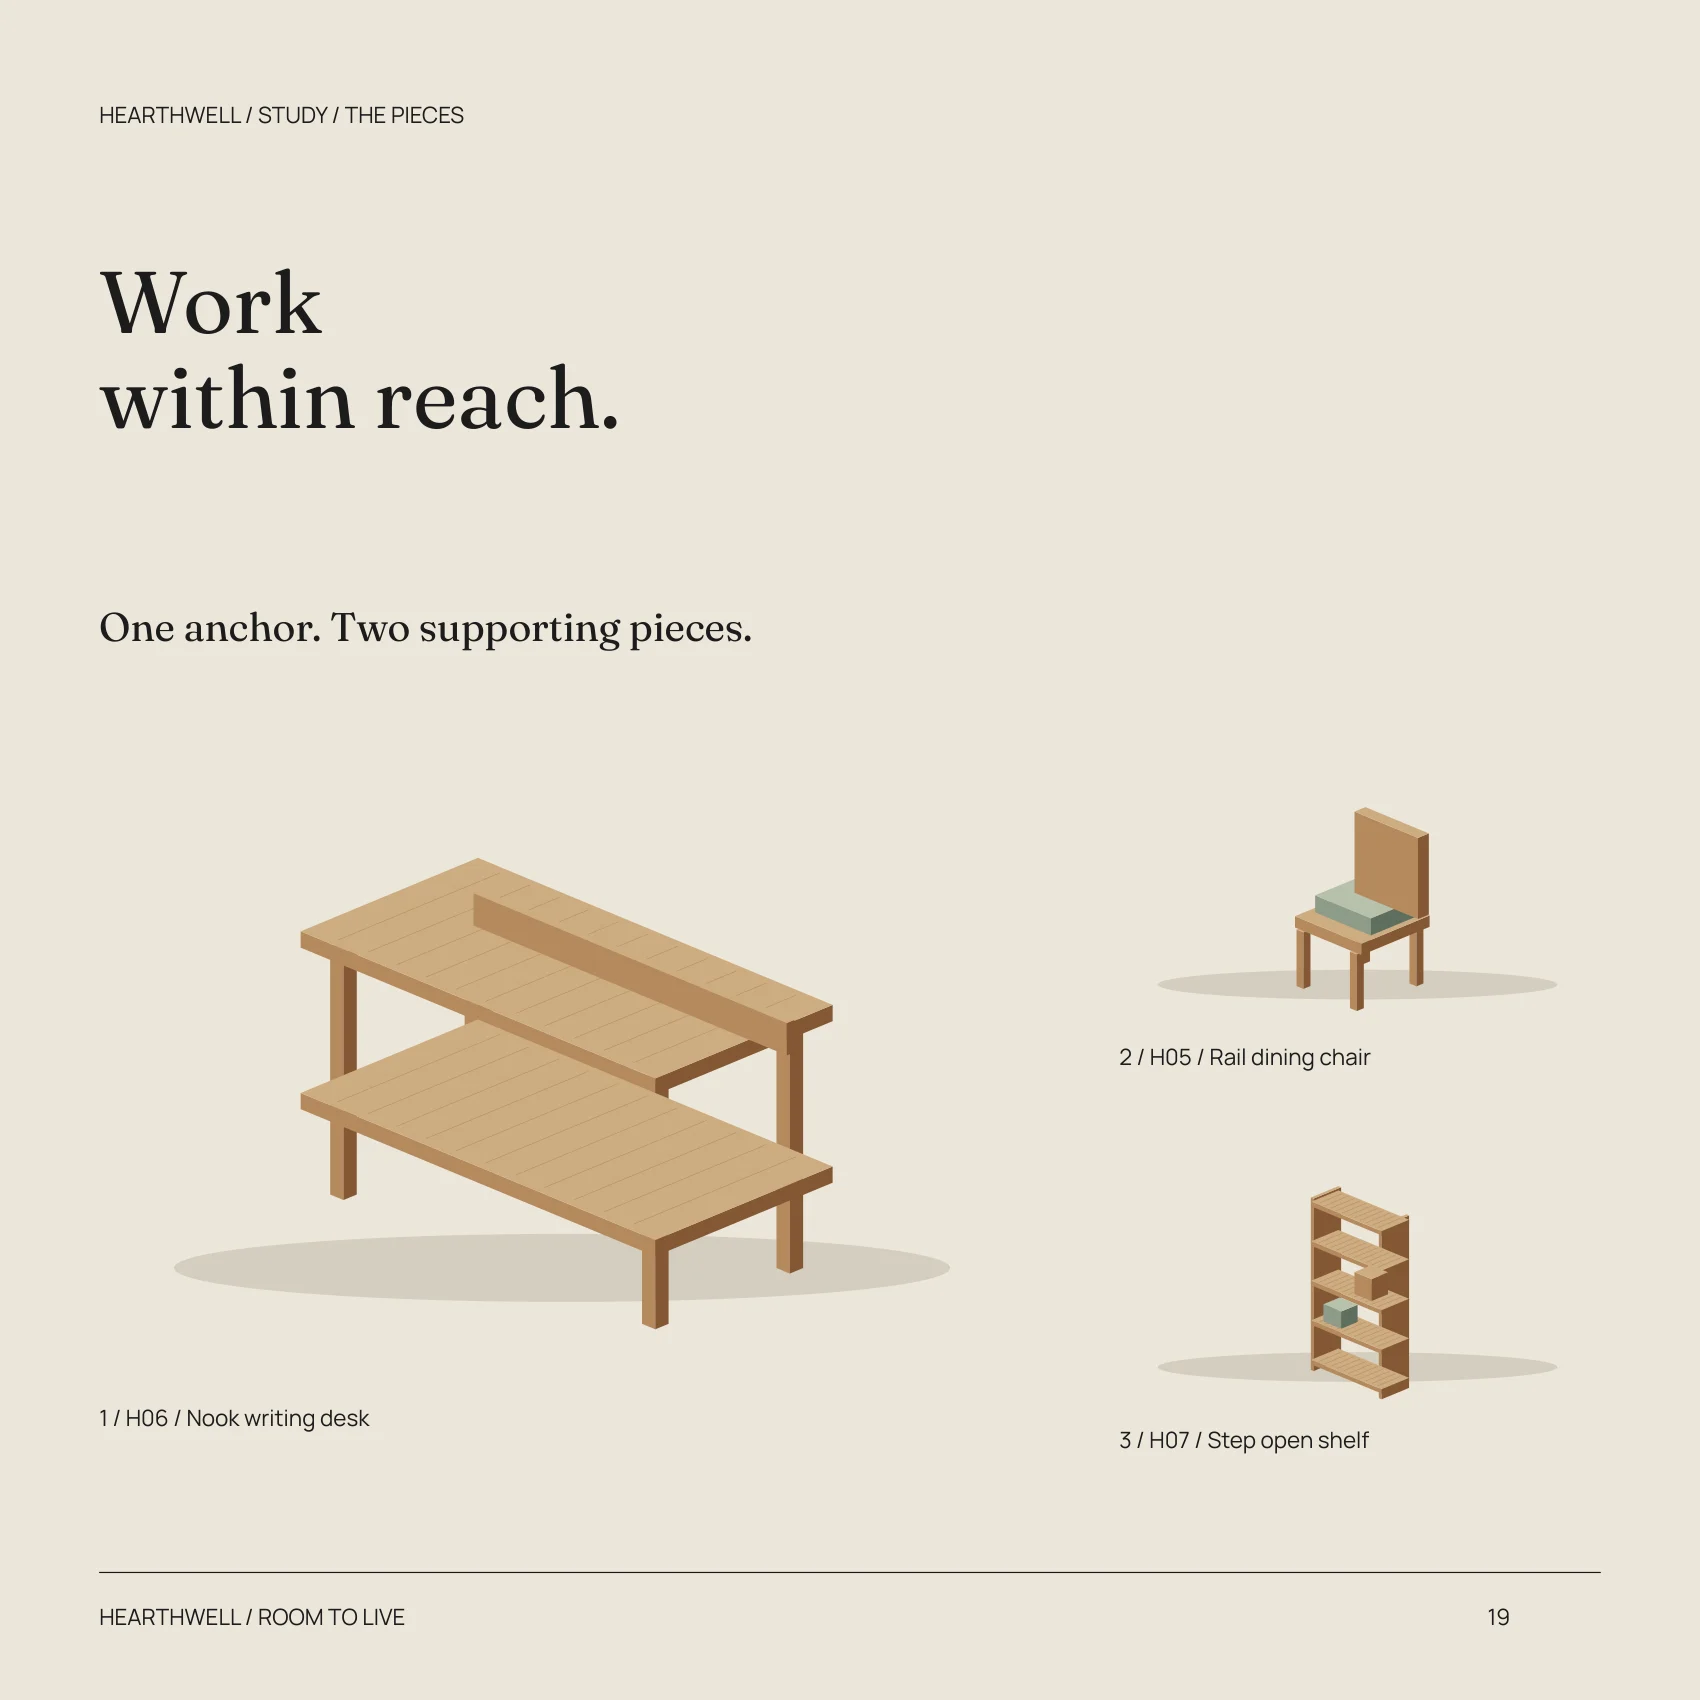 HEARTHWELL / STUDY / THE PIECES
Work
within reach.
One anchor. Two supporting pieces.
2 / H05 / Rail dining chair
1 / H06 / Nook writing desk
3 / H07 / Step open shelf
HEARTHWELL / ROOM TO LIVE
19